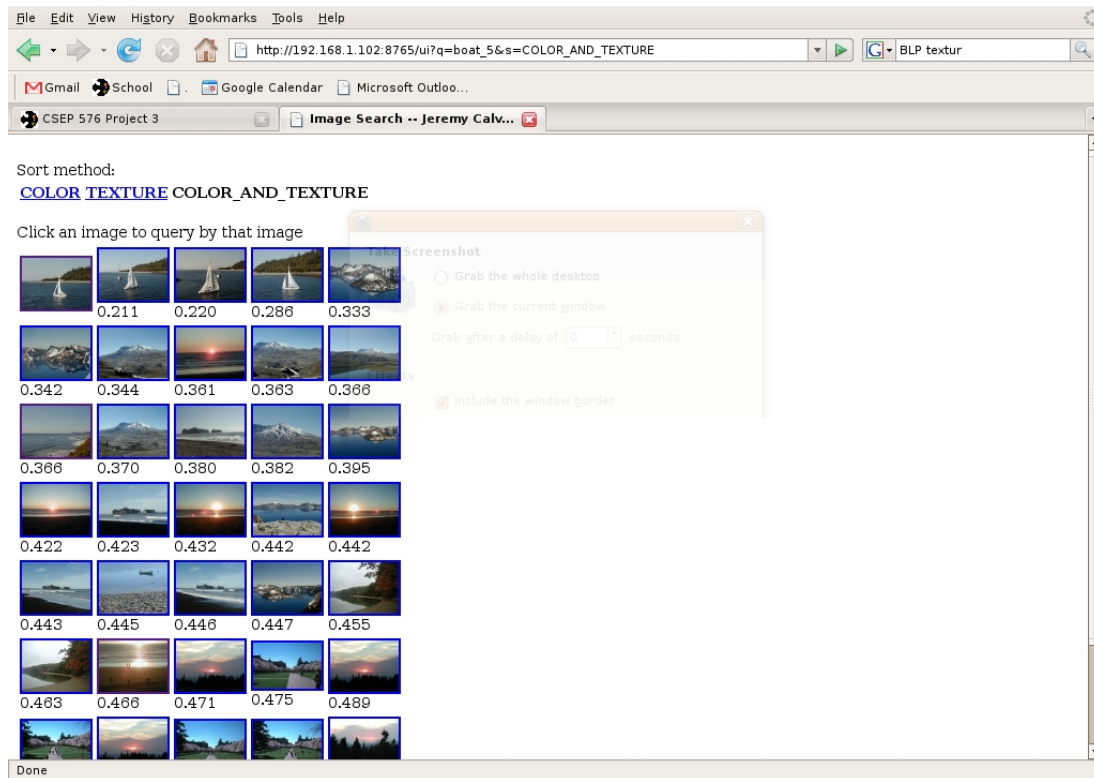 File Edit View History Bookmarks Tools Help
http://192.168.1.102:8765/ui?q=boat_5&s=COLOR_AND_TEXTURE G BLP textur
Gmail School . Google Calendar Microsoft Outloo...
CSEP 576 Project 3 Image Search -- Jeremy Calv...
Sort method:
COLOR TEXTURE COLOR_AND_TEXTURE
Click an image to query by that image
Take Screenshot
Grab the whole desktop
Grab the current window
Grab after a delay of 0 seconds
Effects
Include the window border
0.211 0.220 0.286 0.333
0.342 0.344 0.361 0.363 0.366
0.366 0.370 0.380 0.382 0.395
0.422 0.423 0.432 0.442 0.442
0.443 0.445 0.446 0.447 0.455
0.463 0.466 0.471 0.475 0.489
Done